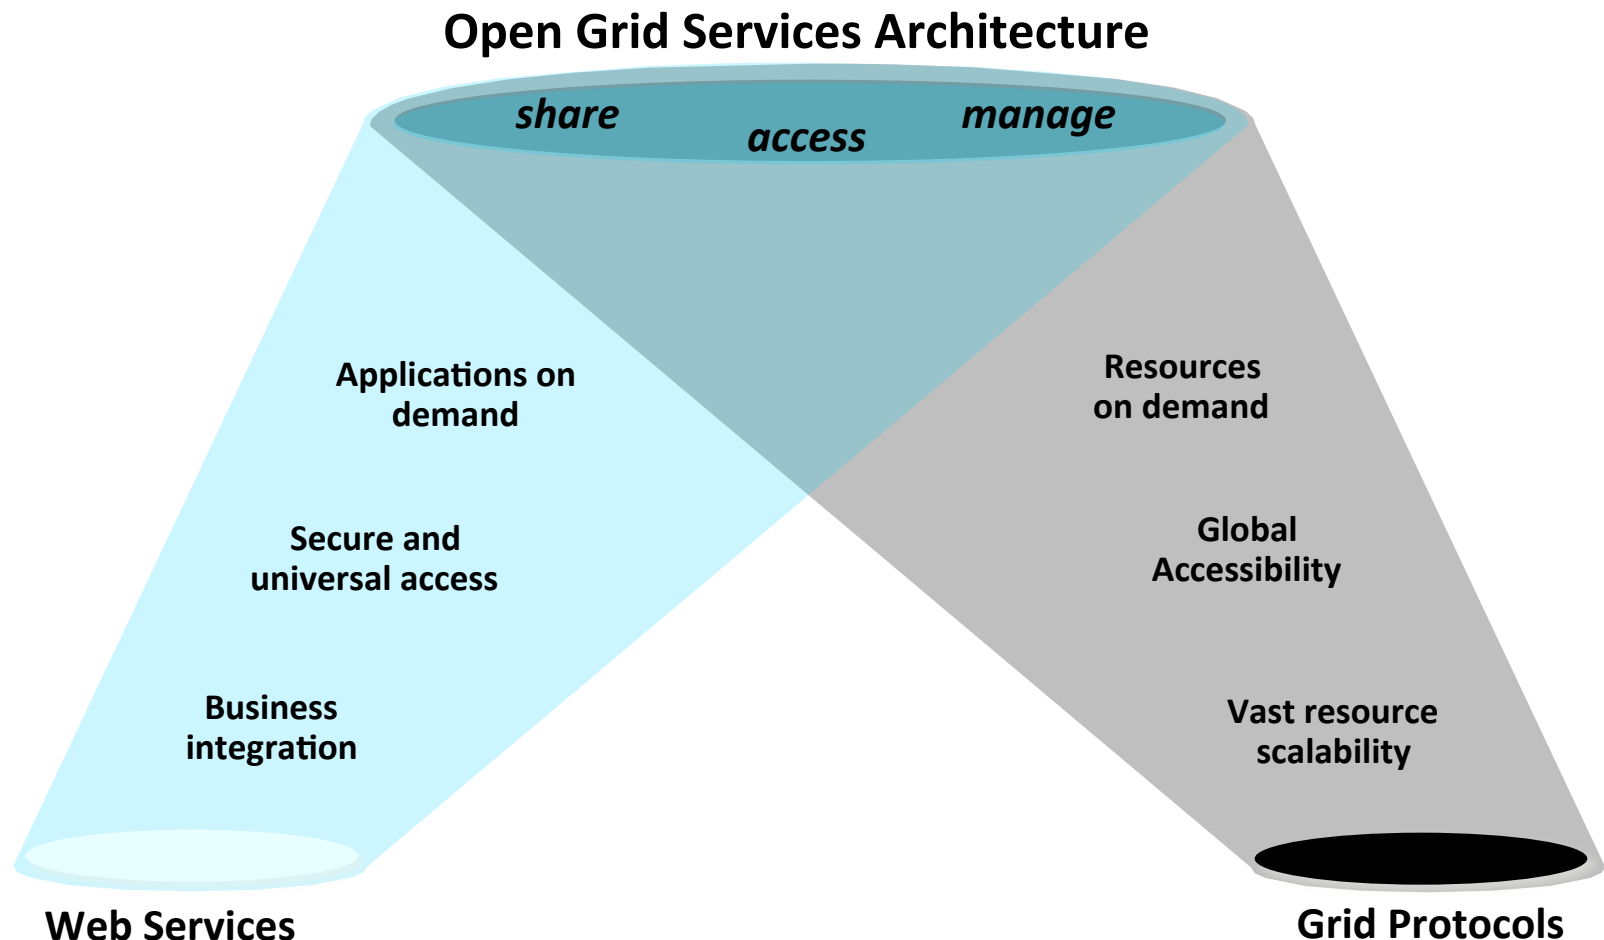 Open Grid Services Architecture
share
access
manage
Applications on
demand
Resources
on demand
Secure and
universal access
Global
Accessibility
Business
integration
Vast resource
scalability
Web Services
Grid Protocols